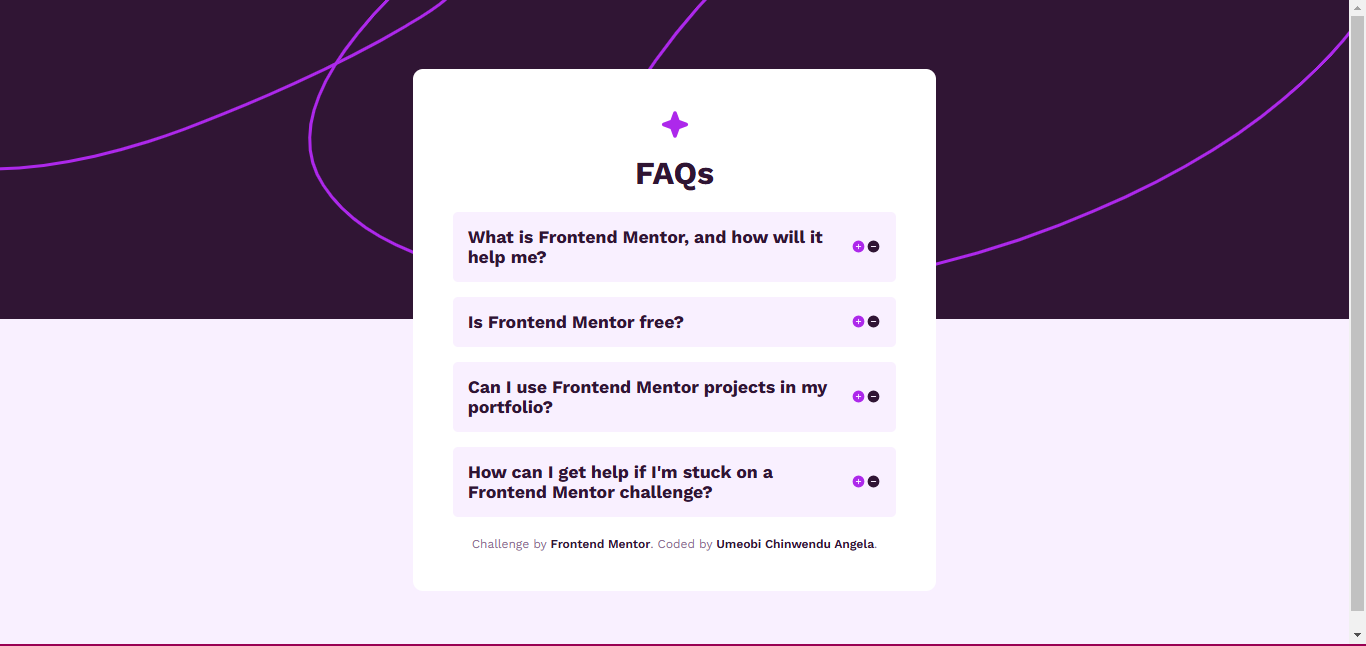 FAQs
What is Frontend Mentor, and how will it
help me?
Is Frontend Mentor free?
Can I use Frontend Mentor projects in my
portfolio?
How can I get help if I'm stuck on a
Frontend Mentor challenge?
Challenge by Frontend Mentor. Coded by Umeobi Chinwendu Angela.